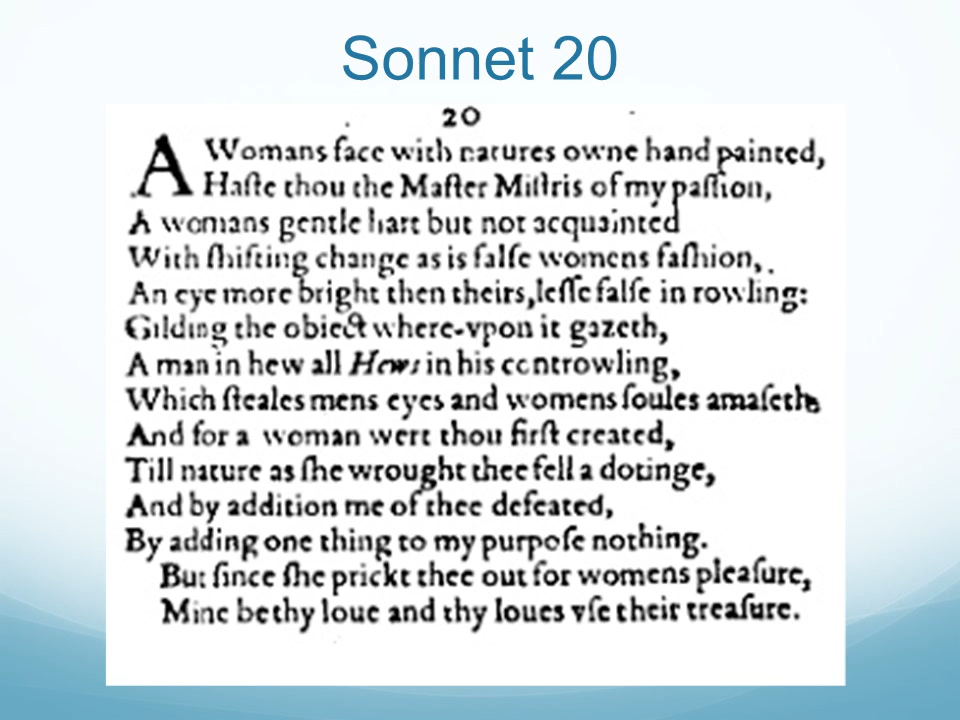 Sonnet 20
20
A Womans face with natures owne hand painted,
Haſte thou the Maſter Miſtris of my paſſion,
A womans gentle hart but not acquainted
With ſhifting change as is falſe womens faſhion,
An eye more bright then theirs, leſſe falſe in rowling:
Gilding the obiect where-vpon it gazeth,
A man in hew all Hews in his controwling,
Which ſteales mens eyes and womens ſoules amaſeth.
And for a woman wert thou firſt created,
Till nature as ſhe wrought thee fell a dotinge,
And by addition me of thee defeated,
By adding one thing to my purpoſe nothing.
But ſince ſhe prickt thee out for womens pleaſure,
Mine be thy loue and thy loues vſe their treaſure.